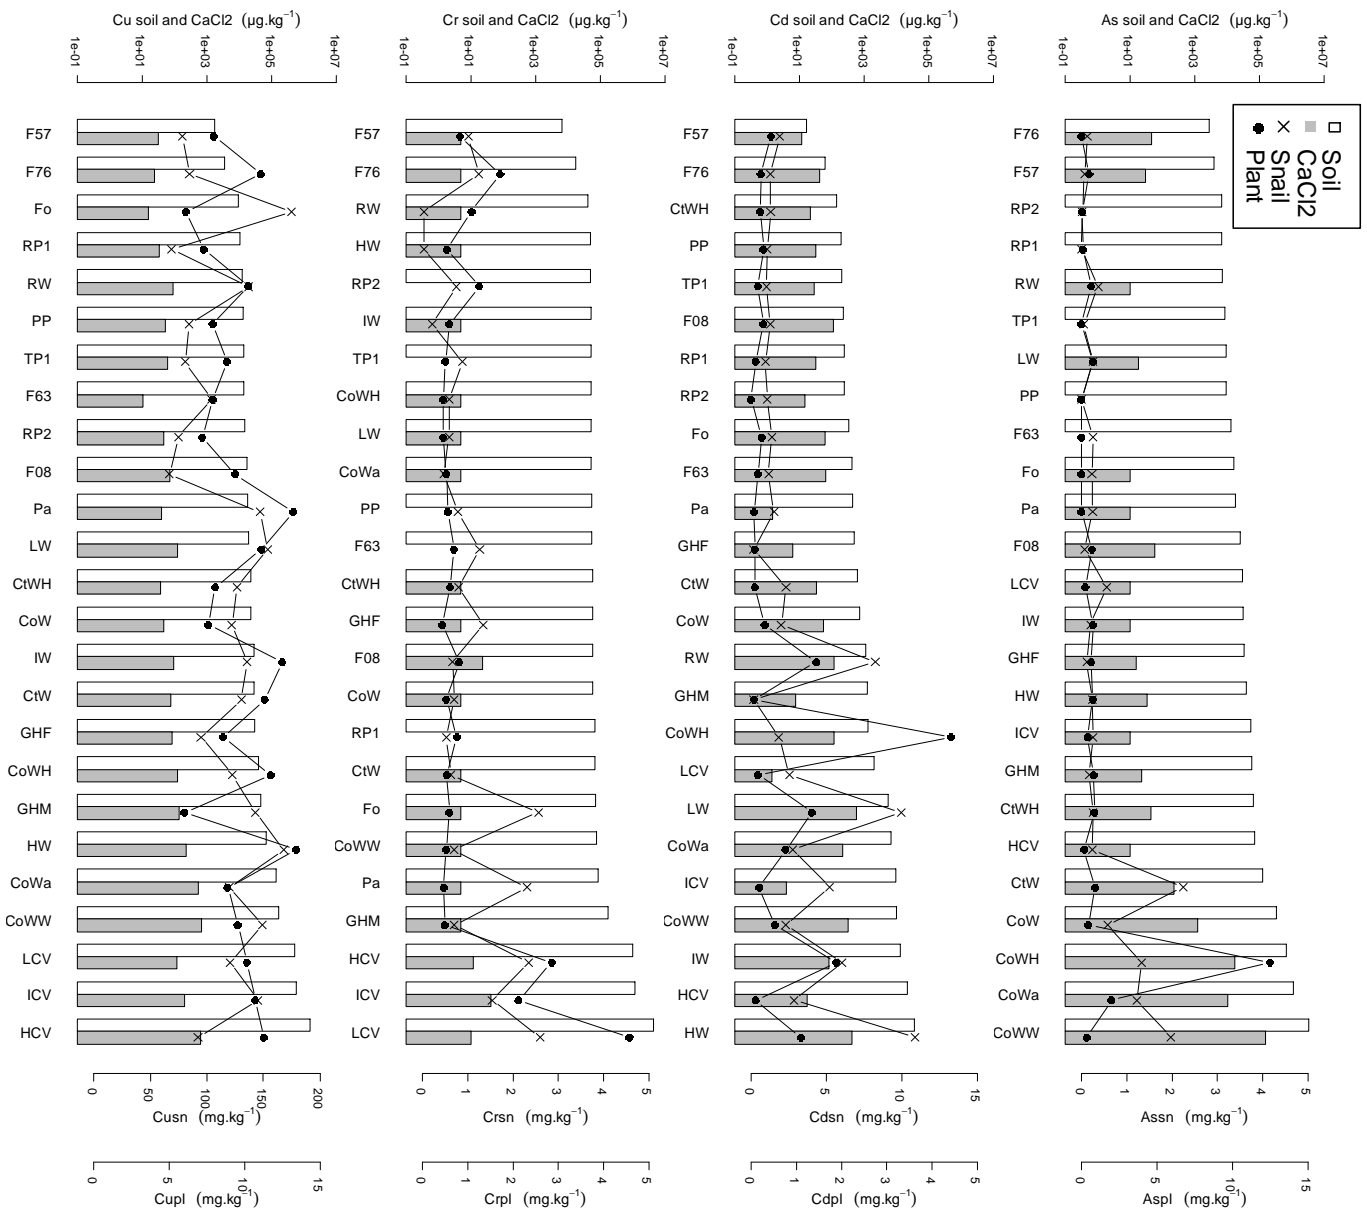 Cu soil and CaCl2 (µg.kg⁻¹)
1e-01 1e+01 1e+03 1e+05 1e+07
F57
F76
Fo
RP1
RW
PP
TP1
F63
RP2
F08
Pa
LW
CtWH
CoW
IW
CtW
GHF
CoWH
GHM
HW
CoWa
CoWW
LCV
ICV
HCV
0 50 100 150 200
Cusn (mg.kg⁻¹)
0 5 10 15
Cupl (mg.kg⁻¹)
Cr soil and CaCl2 (µg.kg⁻¹)
1e-01 1e+01 1e+03 1e+05 1e+07
F57
F76
RW
HW
RP2
IW
TP1
CoWH
LW
CoWa
PP
F63
CtWH
GHF
F08
CoW
RP1
CtW
Fo
CoWW
Pa
GHM
HCV
ICV
LCV
0 1 2 3 4 5
Crsn (mg.kg⁻¹)
0 1 2 3 4 5
Crpl (mg.kg⁻¹)
Cd soil and CaCl2 (µg.kg⁻¹)
1e-01 1e+01 1e+03 1e+05 1e+07
F57
F76
CtWH
PP
TP1
F08
RP1
RP2
Fo
F63
Pa
GHF
CtW
CoW
RW
GHM
CoWH
LCV
LW
CoWa
ICV
CoWW
IW
HCV
HW
0 5 10 15
Cdsn (mg.kg⁻¹)
0 1 2 3 4 5
Cdpl (mg.kg⁻¹)
As soil and CaCl2 (µg.kg⁻¹)
1e-01 1e+01 1e+03 1e+05 1e+07
F76
F57
RP2
RP1
RW
TP1
LW
PP
F63
Fo
Pa
F08
LCV
IW
GHF
HW
ICV
GHM
CtWH
HCV
CtW
CoW
CoWH
CoWa
CoWW
0 1 2 3 4 5
Assn (mg.kg⁻¹)
0 5 10 15
Aspl (mg.kg⁻¹)
Soil
CaCl2
Snail
Plant